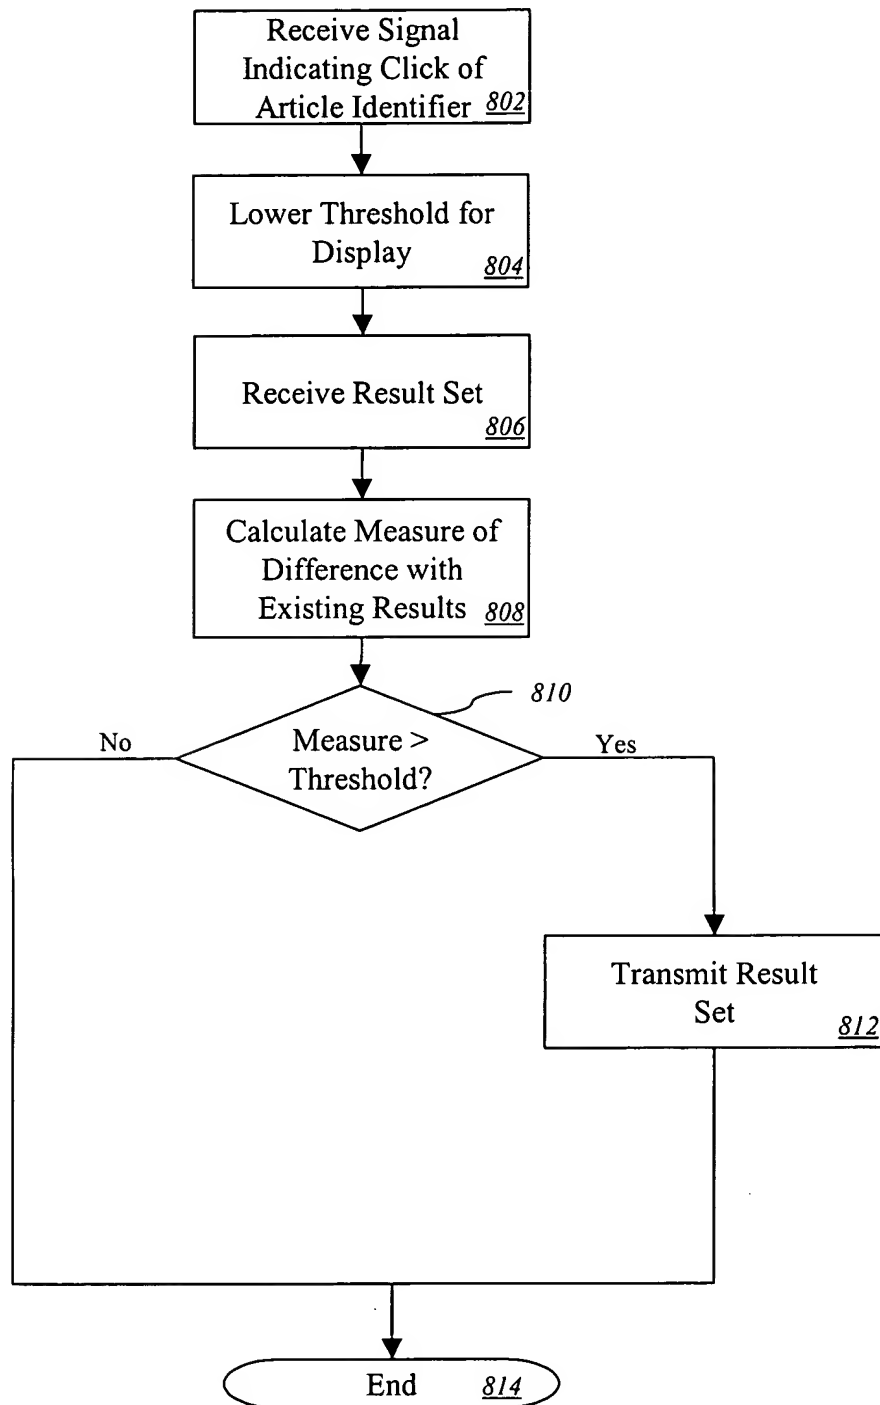 Receive Signal
Indicating Click of
Article Identifier 802
Lower Threshold for
Display
804
Receive Result Set
806
Calculate Measure of
Difference with
Existing Results 808
810
No
Measure >
Threshold?
Yes
Transmit Result
Set
812
End 814